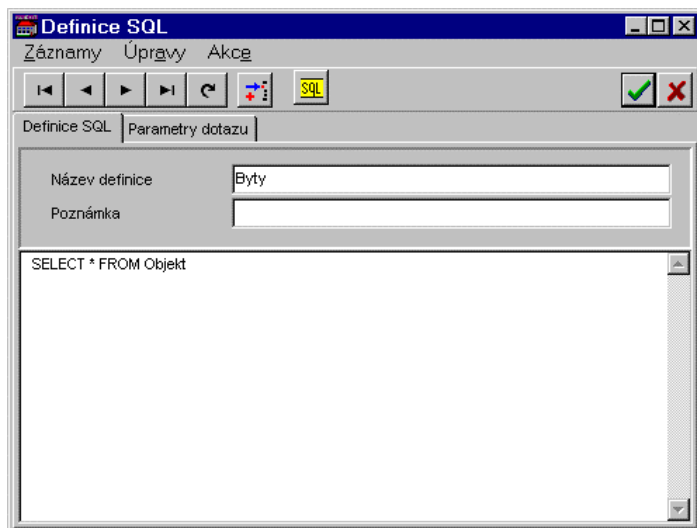 Definice SQL
Záznamy Úpravy Akce
SQL
Definice SQL Parametry dotazu
Název definice Byty
Poznámka
SELECT * FROM Objekt